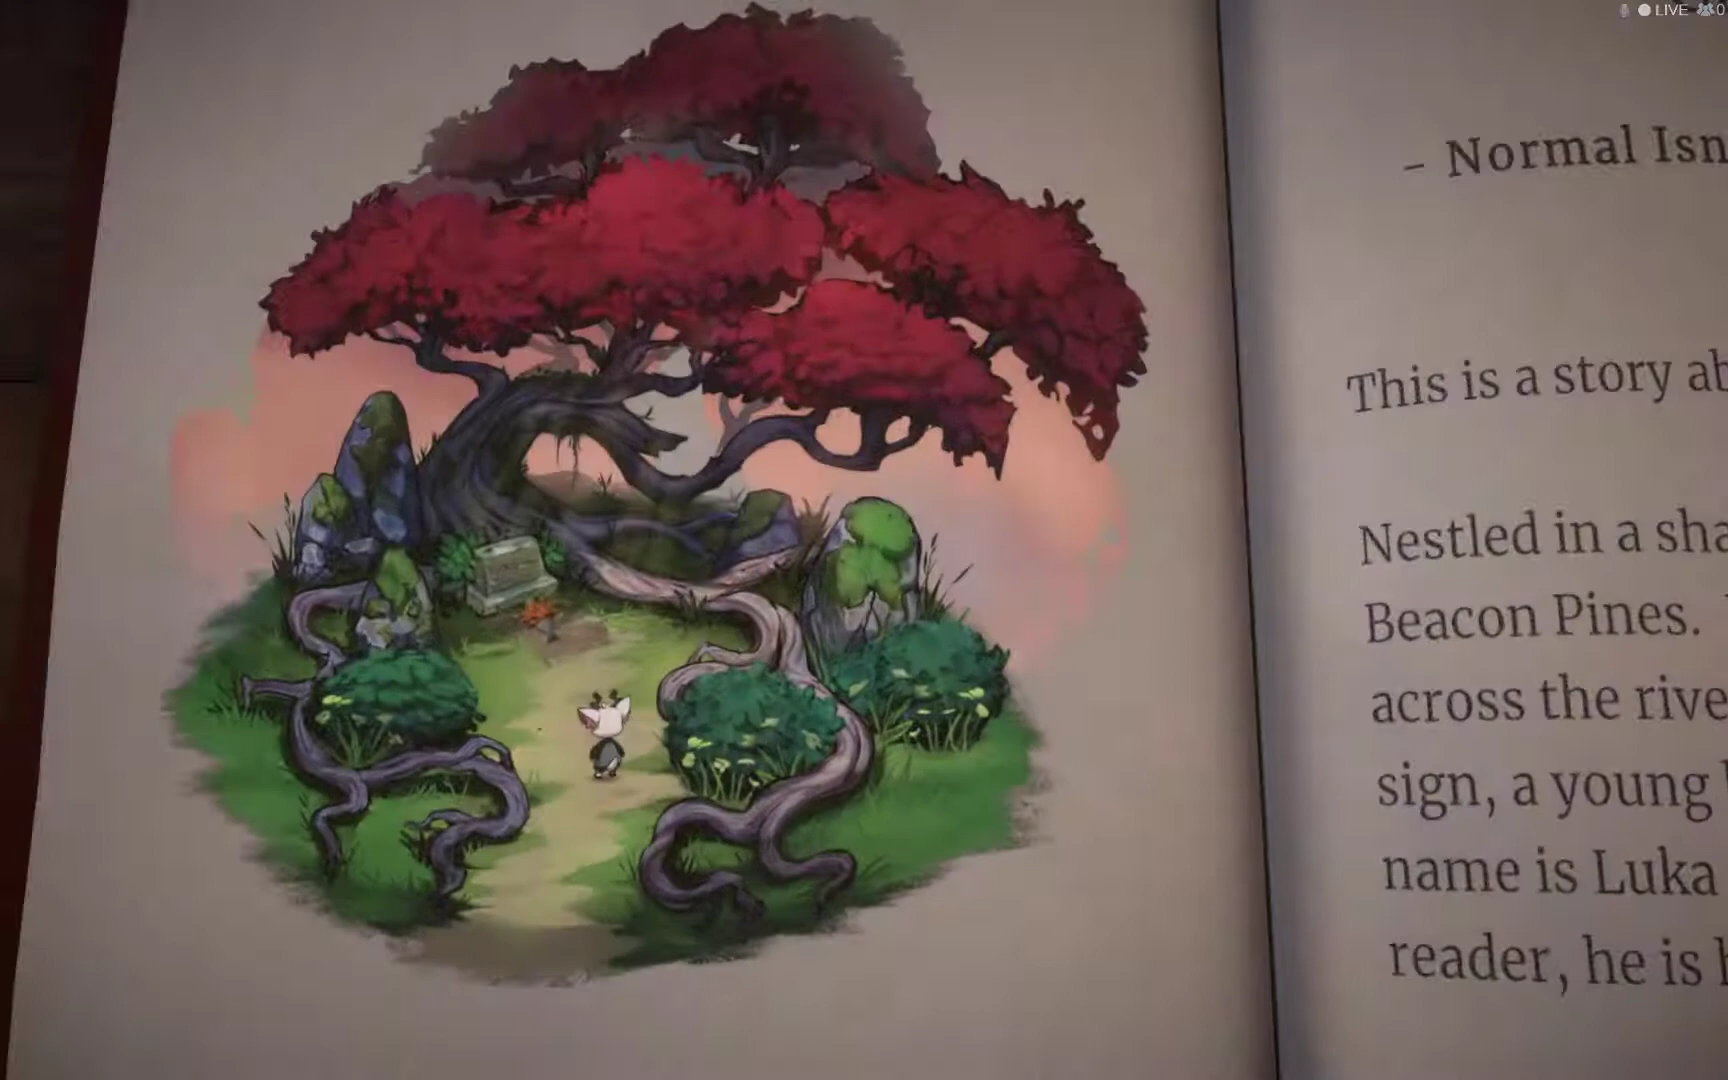 LIVE 0
– Normal Isn
This is a story ab
Nestled in a sha
Beacon Pines.
across the rive
sign, a young
name is Luka
reader, he is h